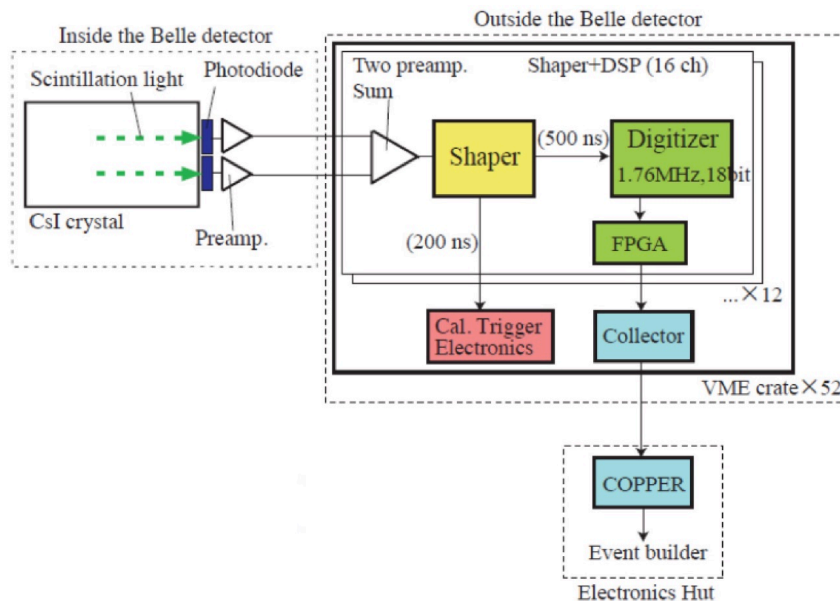 Inside the Belle detector
Scintillation light
Photodiode
CsI crystal
Preamp.
Outside the Belle detector
Two preamp.
Sum
Shaper+DSP (16 ch)
Shaper
(500 ns)
Digitizer
1.76MHz,18bit
(200 ns)
FPGA
...×12
Cal. Trigger
Electronics
Collector
VME crate×52
COPPER
Event builder
Electronics Hut